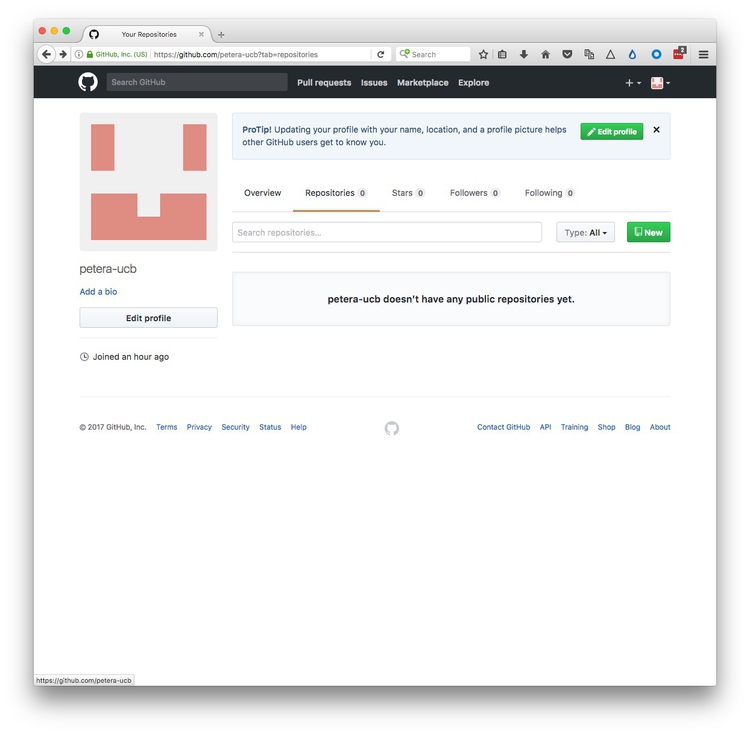 Your Repositories
GitHub, Inc. (US) https://github.com/petera-ucb?tab=repositories
Search
2
Search GitHub
Pull requests Issues Marketplace Explore
ProTip! Updating your profile with your name, location, and a profile picture helps
other GitHub users get to know you.
Edit profile
Overview Repositories 0 Stars 0 Followers 0 Following 0
Search repositories...
Type: All
New
petera-ucb doesn’t have any public repositories yet.
petera-ucb
Add a bio
Edit profile
Joined an hour ago
© 2017 GitHub, Inc. Terms Privacy Security Status Help
Contact GitHub API Training Shop Blog About
https://github.com/petera-ucb